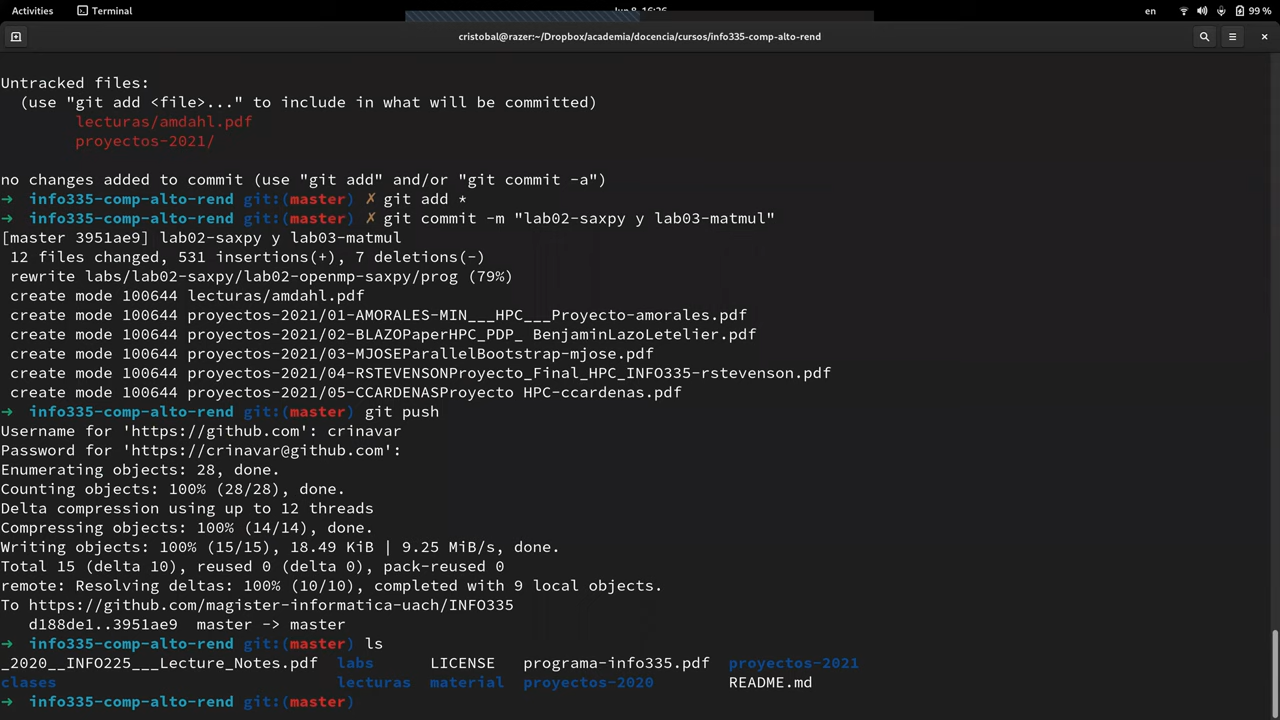 Activities Terminal en 99 %
cristobal@razer:~/Dropbox/academia/docencia/cursos/info335-comp-alto-rend
Untracked files:
(use "git add <file>..." to include in what will be committed)
lecturas/amdahl.pdf
proyectos-2021/
no changes added to commit (use "git add" and/or "git commit -a")
→ info335-comp-alto-rend git:(master) ✗ git add *
→ info335-comp-alto-rend git:(master) ✗ git commit -m "lab02-saxpy y lab03-matmul"
[master 3951ae9] lab02-saxpy y lab03-matmul
12 files changed, 531 insertions(+), 7 deletions(-)
rewrite labs/lab02-saxpy/lab02-openmp-saxpy/prog (79%)
create mode 100644 lecturas/amdahl.pdf
create mode 100644 proyectos-2021/01-AMORALES-MIN___HPC___Proyecto-amorales.pdf
create mode 100644 proyectos-2021/02-BLAZOPaperHPC_PDP_ BenjaminLazoLetelier.pdf
create mode 100644 proyectos-2021/03-MJOSEParallelBootstrap-mjose.pdf
create mode 100644 proyectos-2021/04-RSTEVENSONProyecto_Final_HPC_INFO335-rstevenson.pdf
create mode 100644 proyectos-2021/05-CCARDENASProyecto HPC-ccardenas.pdf
→ info335-comp-alto-rend git:(master) git push
Username for 'https://github.com': crinavar
Password for 'https://crinavar@github.com':
Enumerating objects: 28, done.
Counting objects: 100% (28/28), done.
Delta compression using up to 12 threads
Compressing objects: 100% (14/14), done.
Writing objects: 100% (15/15), 18.49 KiB | 9.25 MiB/s, done.
Total 15 (delta 10), reused 0 (delta 0), pack-reused 0
remote: Resolving deltas: 100% (10/10), completed with 9 local objects.
To https://github.com/magister-informatica-uach/INFO335
d188de1..3951ae9 master -> master
→ info335-comp-alto-rend git:(master) ls
_2020__INFO225___Lecture_Notes.pdf labs LICENSE programa-info335.pdf proyectos-2021
clases lecturas material proyectos-2020 README.md
→ info335-comp-alto-rend git:(master)